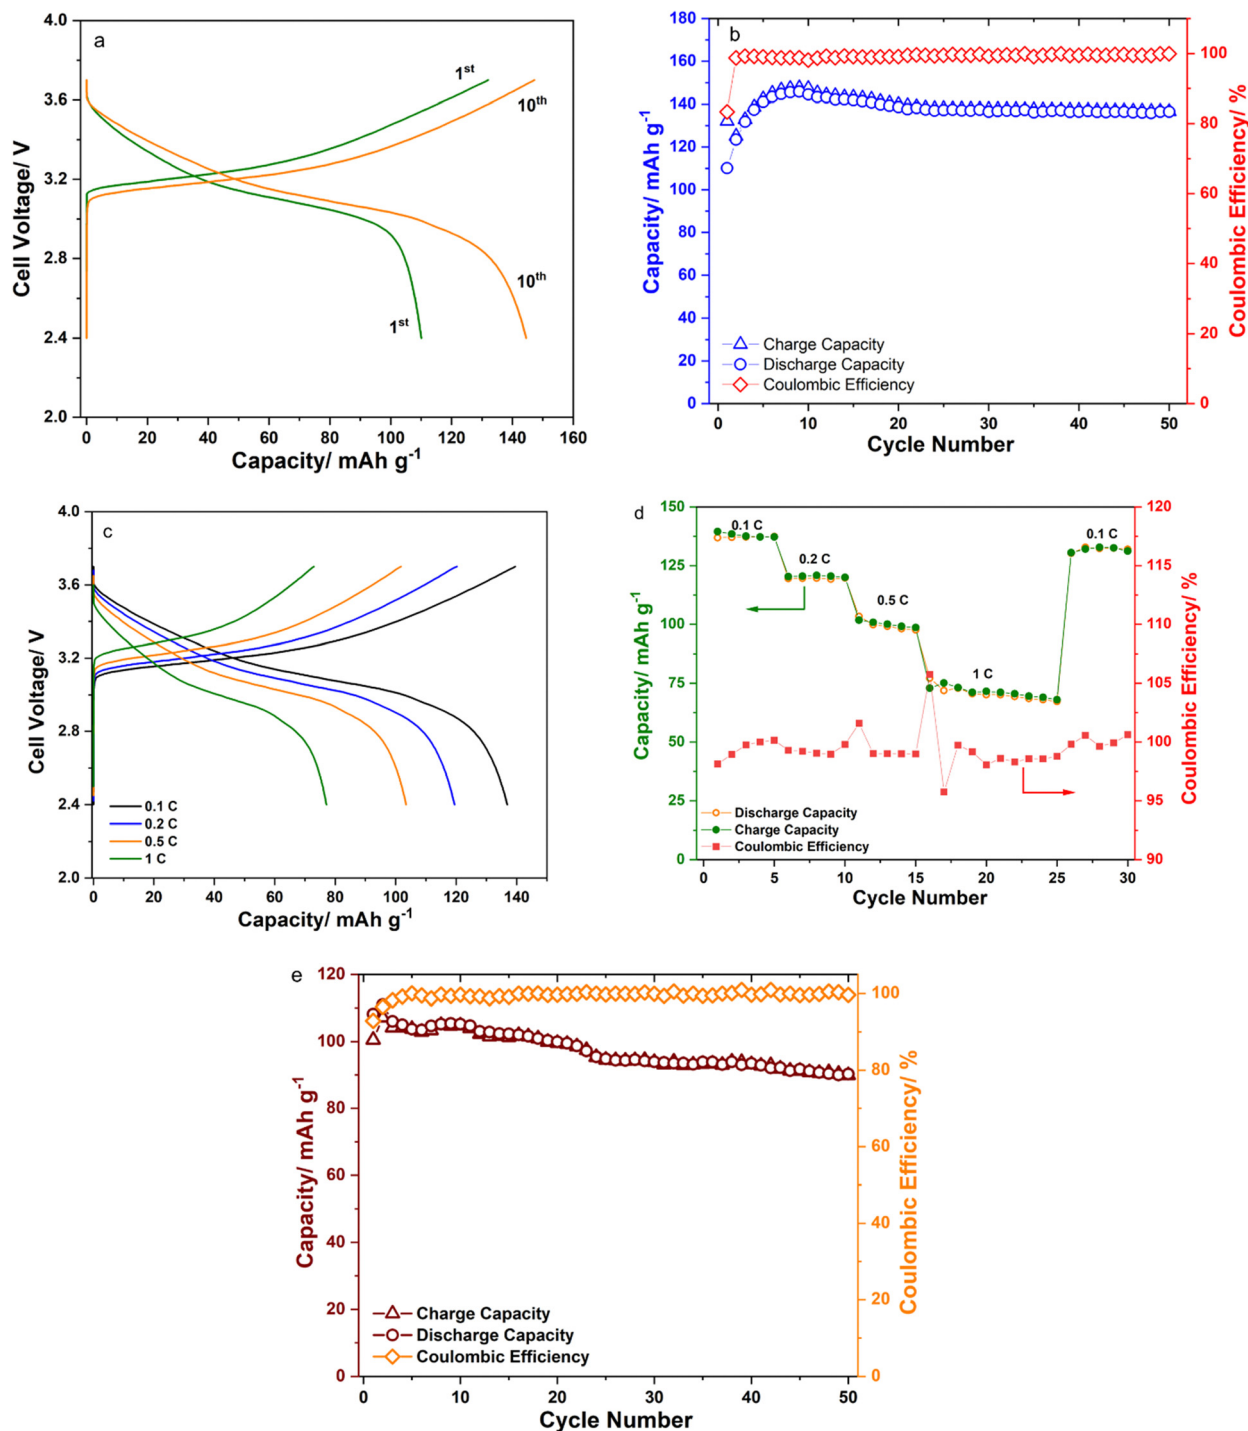 a
4.0
3.6
3.2
2.8
2.4
2.0
Cell Voltage/ V
1st
10th
10th
1st
0 20 40 60 80 100 120 140 160
Capacity/ mAh g-1
b
180
160
140
120
100
80
60
40
20
0
Capacity/ mAh g-1
Charge Capacity
Discharge Capacity
Coulombic Efficiency
0 10 20 30 40 50
Cycle Number
100
80
60
40
20
0
Coulombic Efficiency/ %
c
4.0
3.6
3.2
2.8
2.4
2.0
Cell Voltage/ V
0.1 C
0.2 C
0.5 C
1 C
0 20 40 60 80 100 120 140
Capacity/ mAh g-1
d
150
125
100
75
50
25
0
Capacity/ mAh g-1
0.1 C
0.2 C
0.5 C
1 C
0.1 C
Discharge Capacity
Charge Capacity
Coulombic Efficiency
0 5 10 15 20 25 30
Cycle Number
120
115
110
105
100
95
90
Coulombic Efficiency/ %
e
120
100
80
60
40
20
0
Capacity/ mAh g-1
Charge Capacity
Discharge Capacity
Coulombic Efficiency
0 10 20 30 40 50
Cycle Number
100
80
60
40
20
0
Coulombic Efficiency/ %